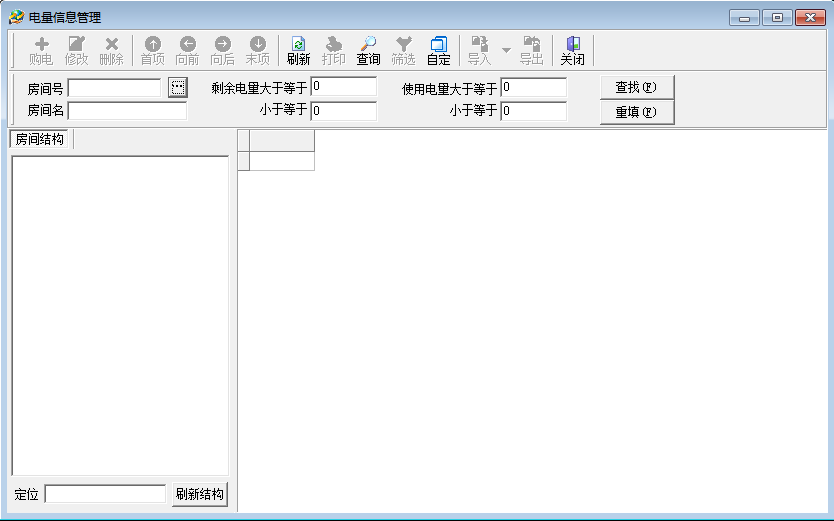 电量信息管理
购电 修改 删除 首项 向前 向后 末项 刷新 打印 查询 筛选 自定 导入 导出 关闭
房间号 剩余电量大于等于 0 使用电量大于等于 0 查找(F)
房间名 小于等于 0 小于等于 0 重填(F)
房间结构
定位 刷新结构